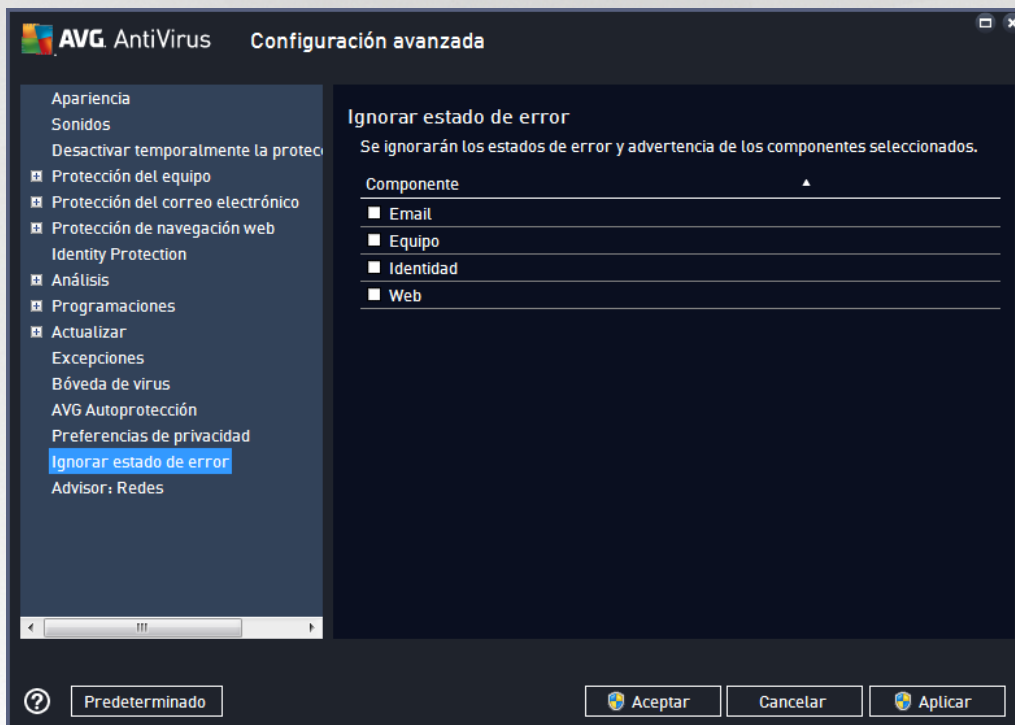 AVG. AntiVirus Configuración avanzada
Apariencia
Sonidos
Desactivar temporalmente la protec
Protección del equipo
Protección del correo electrónico
Protección de navegación web
Identity Protection
Análisis
Programaciones
Actualizar
Excepciones
Bóveda de virus
AVG Autoprotección
Preferencias de privacidad
Ignorar estado de error
Advisor: Redes
Ignorar estado de error
Se ignorarán los estados de error y advertencia de los componentes seleccionados.
Componente
Email
Equipo
Identidad
Web
? Predeterminado Aceptar Cancelar Aplicar